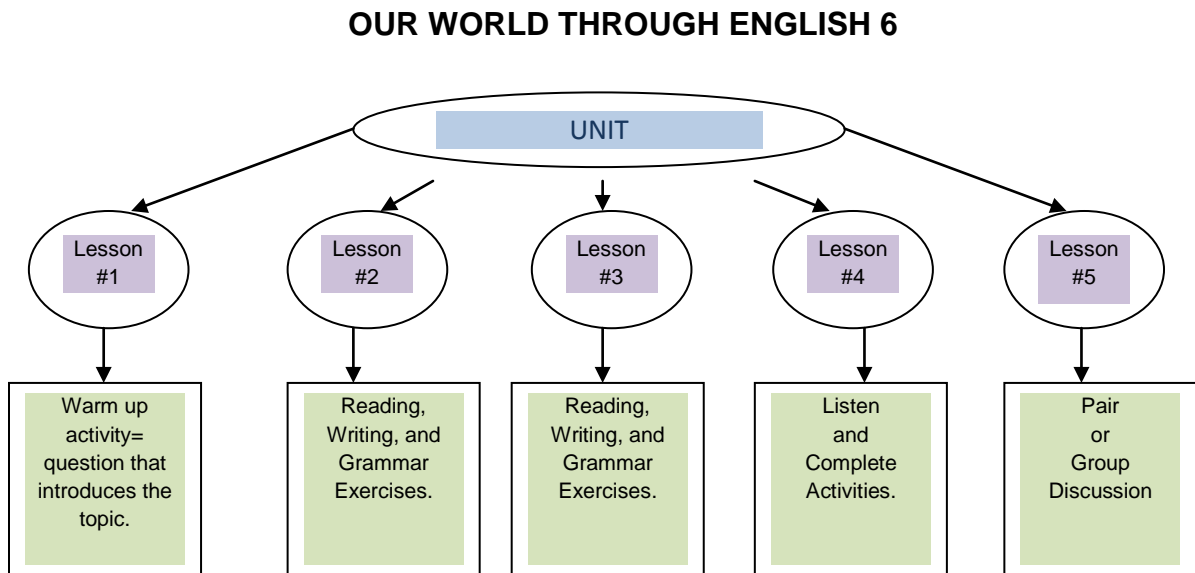 OUR WORLD THROUGH ENGLISH 6
UNIT
Lesson
#1
Lesson
#2
Lesson
#3
Lesson
#4
Lesson
#5
Warm up
activity=
question that
introduces the
topic.
Reading,
Writing, and
Grammar
Exercises.
Reading,
Writing, and
Grammar
Exercises.
Listen
and
Complete
Activities.
Pair
or
Group
Discussion